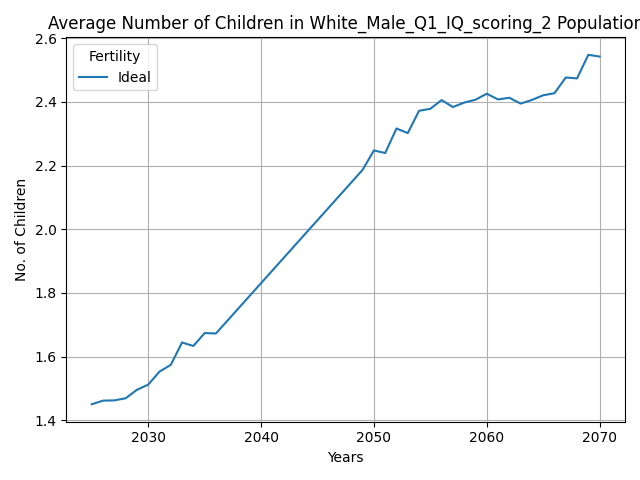 Average Number of Children in White_Male_Q1_IQ_scoring_2 Population
Fertility
Ideal
2.6
2.4
2.2
2.0
1.8
1.6
1.4
No. of Children
2030
2040
2050
2060
2070
Years